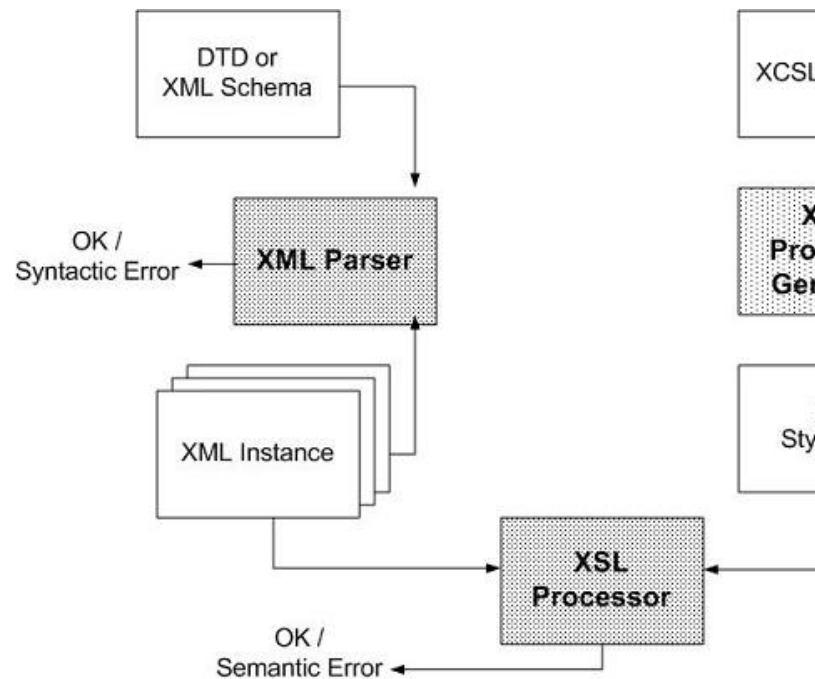 DTD or
XML Schema
XCSL
OK /
Syntactic Error
XML Parser
XML Instance
XSL
Processor
OK /
Semantic Error